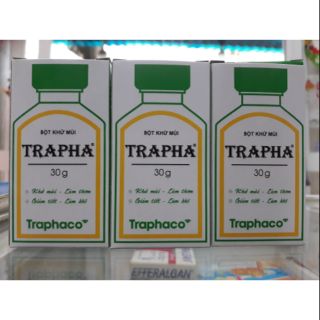 BỘT KHỬ MÙI
TRAPHA®
30g
Khử mùi - Làm thơm
Giảm tiết - Làm khô
Traphaco
BỘT KHỬ MÙI
TRAPHA®
30g
Khử mùi - Làm thơm
Giảm tiết - Làm khô
Traphaco
BỘT KHỬ MÙI
TRAPHA®
30g
Khử mùi - Làm thơm
Giảm tiết - Làm khô
Traphaco
EFFERALGAN